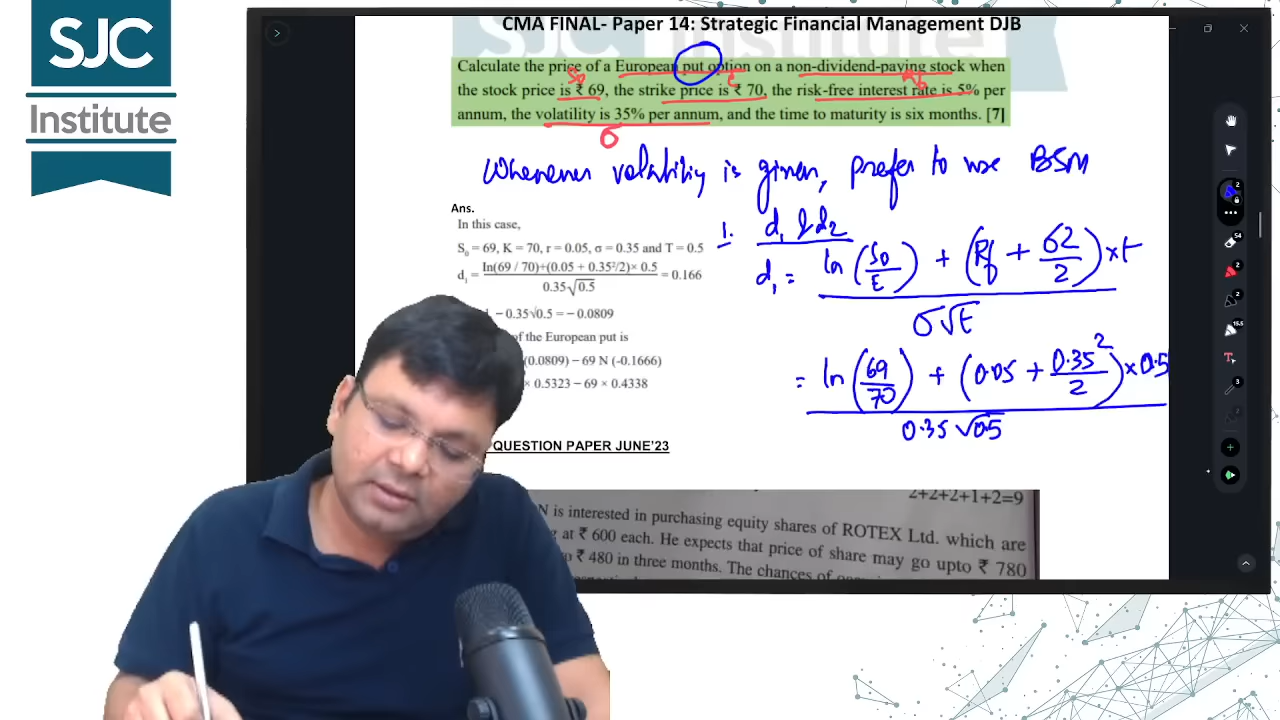 CMA FINAL- Paper 14: Strategic Financial Management DJB
SJC
Institute
Calculate the price of a European put option on a non-dividend-paying stock when
the stock price is ₹ 69, the strike price is ₹ 70, the risk-free interest rate is 5% per
annum, the volatility is 35% per annum, and the time to maturity is six months. [7]
S0
E
Rf
σ
Whenever volatility is given, prefer to use BSM
Ans.
In this case,
S₀ = 69, K = 70, r = 0.05, σ = 0.35 and T = 0.5
d₁ = ln(69 / 70)+(0.05 + 0.35²/2)× 0.5 / 0.35√0.5 = 0.166
− 0.35√0.5 = − 0.0809
of the European put is
(0.0809) − 69 N (-0.1666)
× 0.5323 − 69 × 0.4338
1. d₁ & d₂
d₁ = ln (S0/E) + (Rf + σ2/2) × t
σ√t
= ln (69/70) + (0.05 + 0.35²/2) × 0.5
0.35 √0.5
QUESTION PAPER JUNE'23
2+2+2+1+2=9
N is interested in purchasing equity shares of ROTEX Ltd. which are
at ₹ 600 each. He expects that price of share may go upto ₹ 780
to ₹ 480 in three months. The chances of